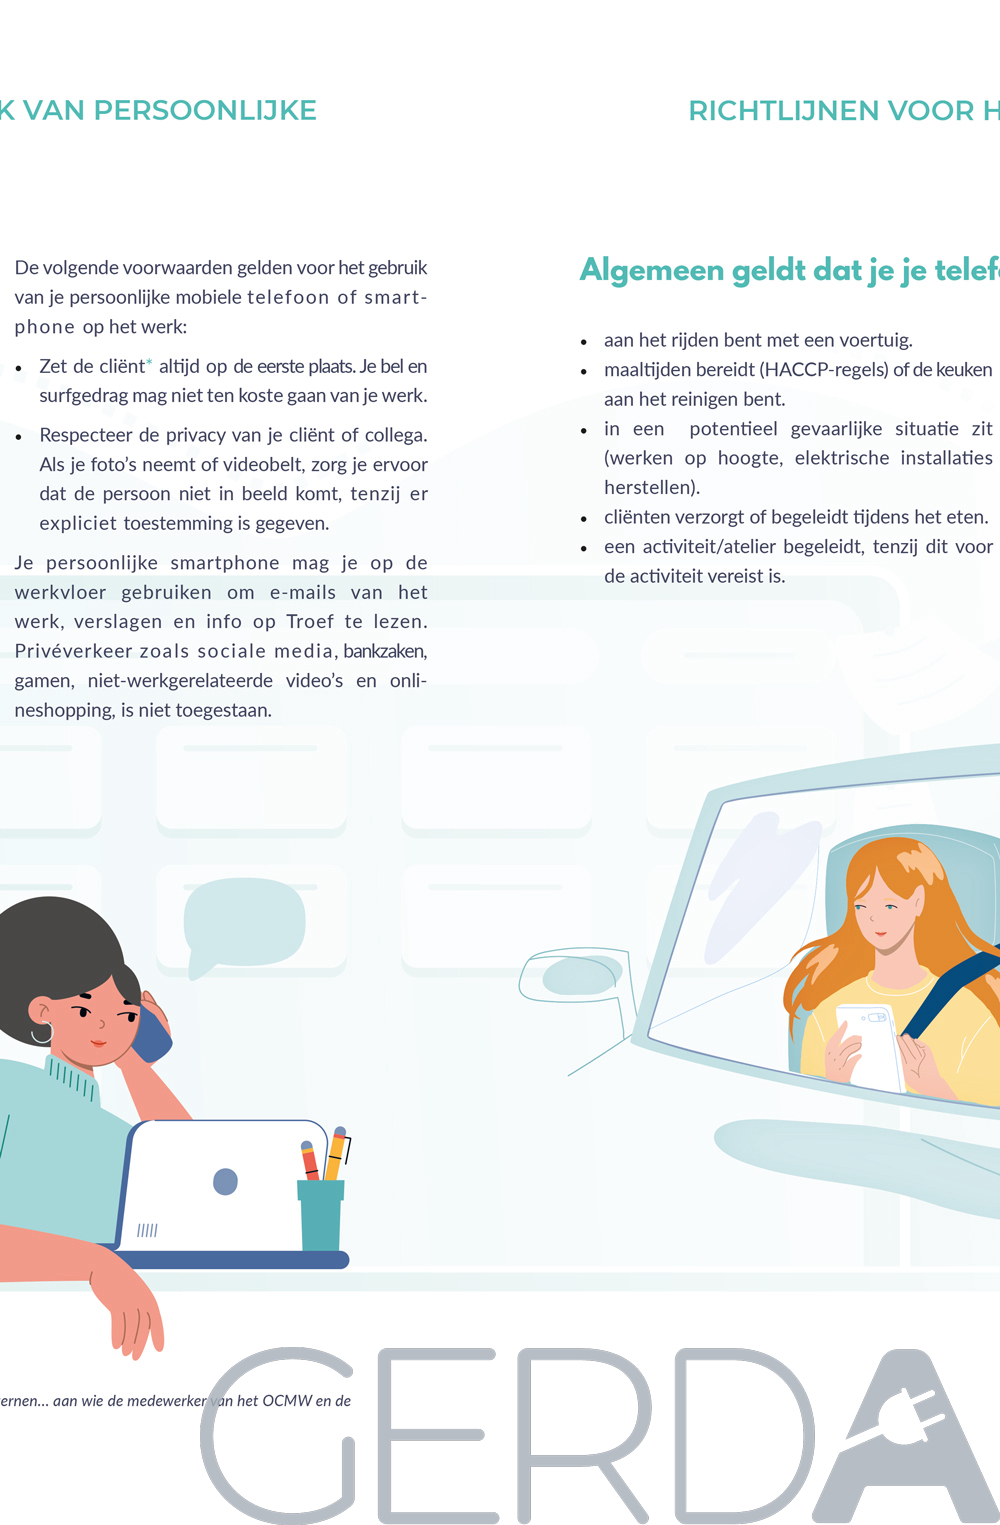 K VAN PERSOONLIJKE
De volgende voorwaarden gelden voor het gebruik
van je persoonlijke mobiele telefoon of smart-
phone op het werk:
• Zet de cliënt* altijd op de eerste plaats. Je bel en
surfgedrag mag niet ten koste gaan van je werk.
• Respecteer de privacy van je cliënt of collega.
Als je foto's neemt of videobelt, zorg je ervoor
dat de persoon niet in beeld komt, tenzij er
expliciet toestemming is gegeven.
Je persoonlijke smartphone mag je op de
werkvloer gebruiken om e-mails van het
werk, verslagen en info op Troef te lezen.
Privéverkeer zoals sociale media, bankzaken,
gamen, niet-werkgerelateerde video's en onli-
neshopping, is niet toegestaan.
ernen... aan wie de medewerker van het OCMW en de
RICHTLIJNEN VOOR H
Algemeen geldt dat je je telef
• aan het rijden bent met een voertuig.
• maaltijden bereidt (HACCP-regels) of de keuken
aan het reinigen bent.
• in een potentieel gevaarlijke situatie zit
(werken op hoogte, elektrische installaties
herstellen).
• cliënten verzorgt of begeleidt tijdens het eten.
• een activiteit/atelier begeleidt, tenzij dit voor
de activiteit vereist is.
GERDA